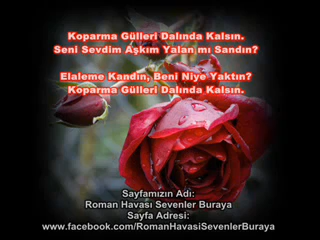 Koparma Gülleri Dalında Kalsın.
Seni Sevdim Aşkım Yalan mı Sandın?
Elaleme Kandin, Beni Niye Yaktın?
Koparma Gülleri Dalında Kalsın.
Sayfamızın Adı:
Roman Havası Sevenler Buraya
Sayfa Adresi:
www.facebook.com/RomanHavasiSevenlerBuraya